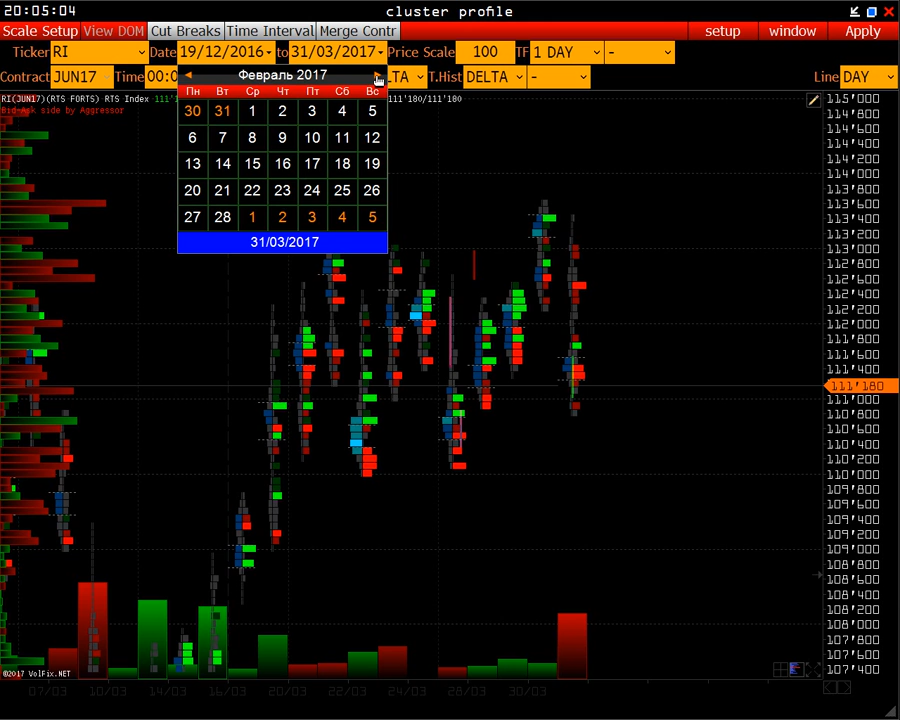 20:05:04 cluster profile
Scale Setup View DOM Cut Breaks Time Interval Merge Contr setup window Apply
Ticker RI Date 19/12/2016 to 31/03/2017 Price Scale 100 TF 1 DAY -
Contract JUN17 Time 00:0 LTA T.Hist DELTA - Line DAY
Февраль 2017
Пн Вт Ср Чт Пт Сб Вс
30 31 1 2 3 4 5
6 7 8 9 10 11 12
13 14 15 16 17 18 19
20 21 22 23 24 25 26
27 28 1 2 3 4 5
31/03/2017
RI(JUN17)(RTS FORTS) RTS Index 111'1 111'180/111'180
Bid-Ask side by Aggressor
115'000
114'800
114'600
114'400
114'200
114'000
113'800
113'600
113'400
113'200
113'000
112'800
112'600
112'400
112'200
112'000
111'800
111'600
111'400
111'180
111'000
110'800
110'600
110'400
110'200
110'000
109'800
109'600
109'400
109'200
109'000
108'800
108'600
108'400
108'200
108'000
107'800
107'600
107'400
©2017 VolFix.NET
07/03 10/03 14/03 16/03 20/03 22/03 24/03 28/03 30/03